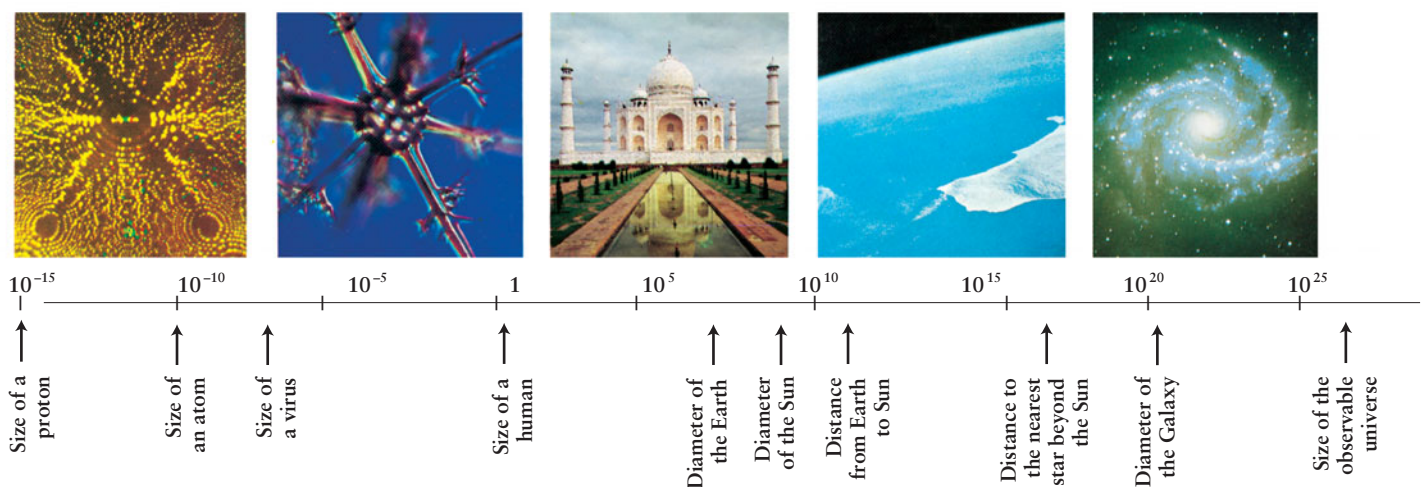 10⁻¹⁵ 10⁻¹⁰ 10⁻⁵ 1 10⁵ 10¹⁰ 10¹⁵ 10²⁰ 10²⁵
Size of a
proton
Size of
an atom
Size of
a virus
Size of a
human
Diameter of
the Earth
Diameter
of the Sun
Distance
from Earth
to Sun
Distance to
the nearest
star beyond
the Sun
Diameter of
the Galaxy
Size of the
observable
universe